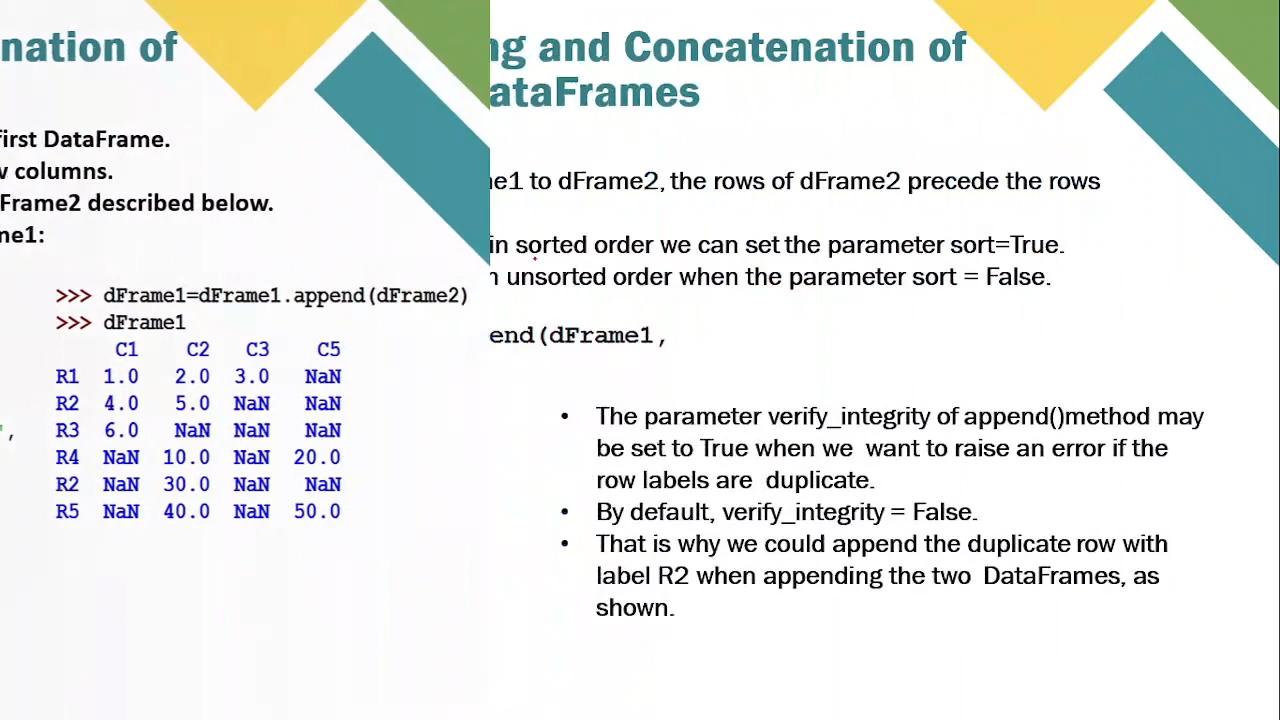 nation of
first DataFrame.
w columns.
Frame2 described below.
me1:
>>> dFrame1=dFrame1.append(dFrame2)
>>> dFrame1
C1 C2 C3 C5
R1 1.0 2.0 3.0 NaN
R2 4.0 5.0 NaN NaN
R3 6.0 NaN NaN NaN
R4 NaN 10.0 NaN 20.0
R2 NaN 30.0 NaN NaN
R5 NaN 40.0 NaN 50.0
',
ng and Concatenation of
ataFrames
e1 to dFrame2, the rows of dFrame2 precede the rows
in sorted order we can set the parameter sort=True.
n unsorted order when the parameter sort = False.
end(dFrame1,
• The parameter verify_integrity of append()method may
be set to True when we want to raise an error if the
row labels are duplicate.
• By default, verify_integrity = False.
• That is why we could append the duplicate row with
label R2 when appending the two DataFrames, as
shown.